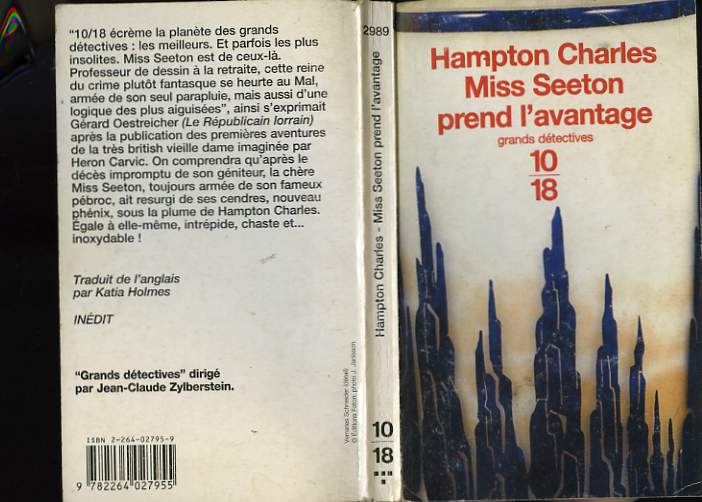 "10/18 écrème la planète des grands
détectives : les meilleurs. Et parfois les plus
insolites. Miss Seeton est de ceux-là.
Professeur de dessin à la retraite, cette reine
du crime plutôt fantasque se heurte au Mal,
armée de son seul parapluie, mais aussi d'une
logique des plus aiguisées", ainsi s'exprimait
Gérard Oestreicher (Le Républicain lorrain)
après la publication des premières aventures
de la très british vieille dame imaginée par
Heron Carvic. On comprendra qu'après le
décès impromptu de son géniteur, la chère
Miss Seeton, toujours armée de son fameux
pébroc, ait resurgi de ses cendres, nouveau
phénix, sous la plume de Hampton Charles.
Égale à elle-même, intrépide, chaste et...
inoxydable !
Traduit de l'anglais
par Katia Holmes
INÉDIT
"Grands détectives" dirigé
par Jean-Claude Zylberstein.
ISBN 2-264-02795-9
9 782264 027955
© Éditions Faton, photo J.
2989
Hampton Charles - Miss Seeton prend l'avantage
10
18
Hampton Charles
Miss Seeton
prend l'avantage
grands détectives
10
18